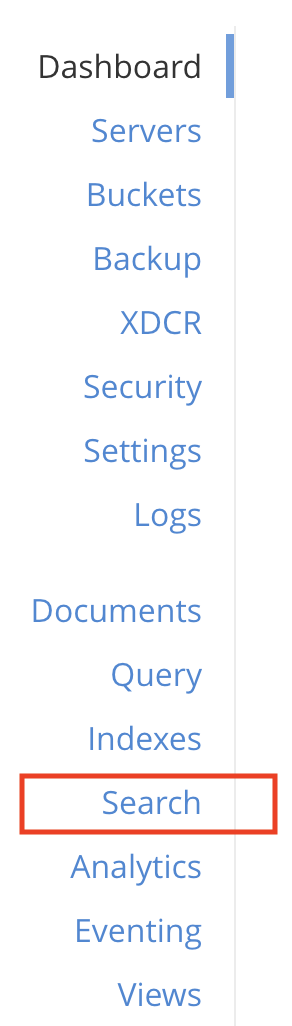 Dashboard
Servers
Buckets
Backup
XDCR
Security
Settings
Logs
Documents
Query
Indexes
Search
Analytics
Eventing
Views